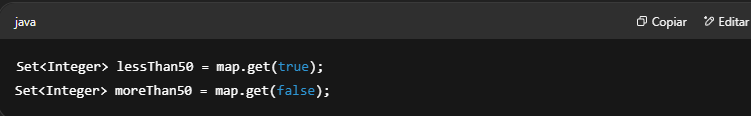 java Copiar Editar
Set<Integer> lessThan50 = map.get(true);
Set<Integer> moreThan50 = map.get(false);